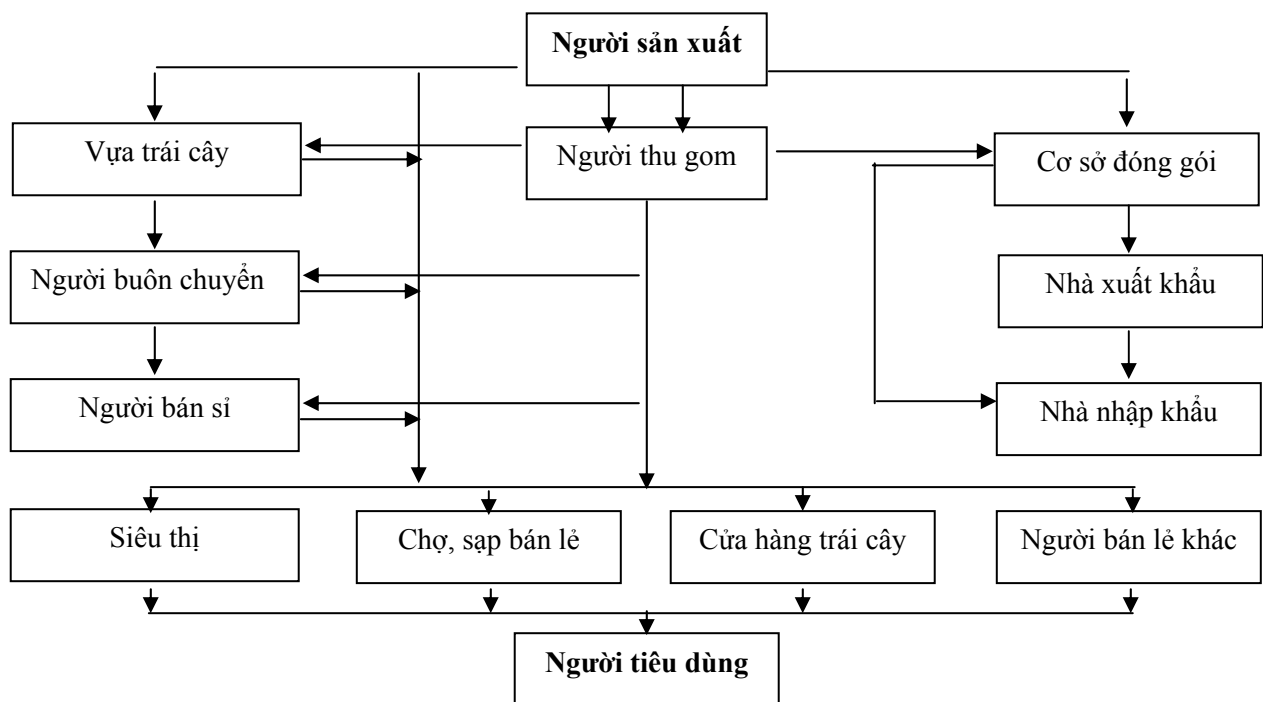 Người sản xuất
Vựa trái cây
Người thu gom
Cơ sở đóng gói
Người buôn chuyển
Nhà xuất khẩu
Người bán sỉ
Nhà nhập khẩu
Siêu thị
Chợ, sạp bán lẻ
Cửa hàng trái cây
Người bán lẻ khác
Người tiêu dùng